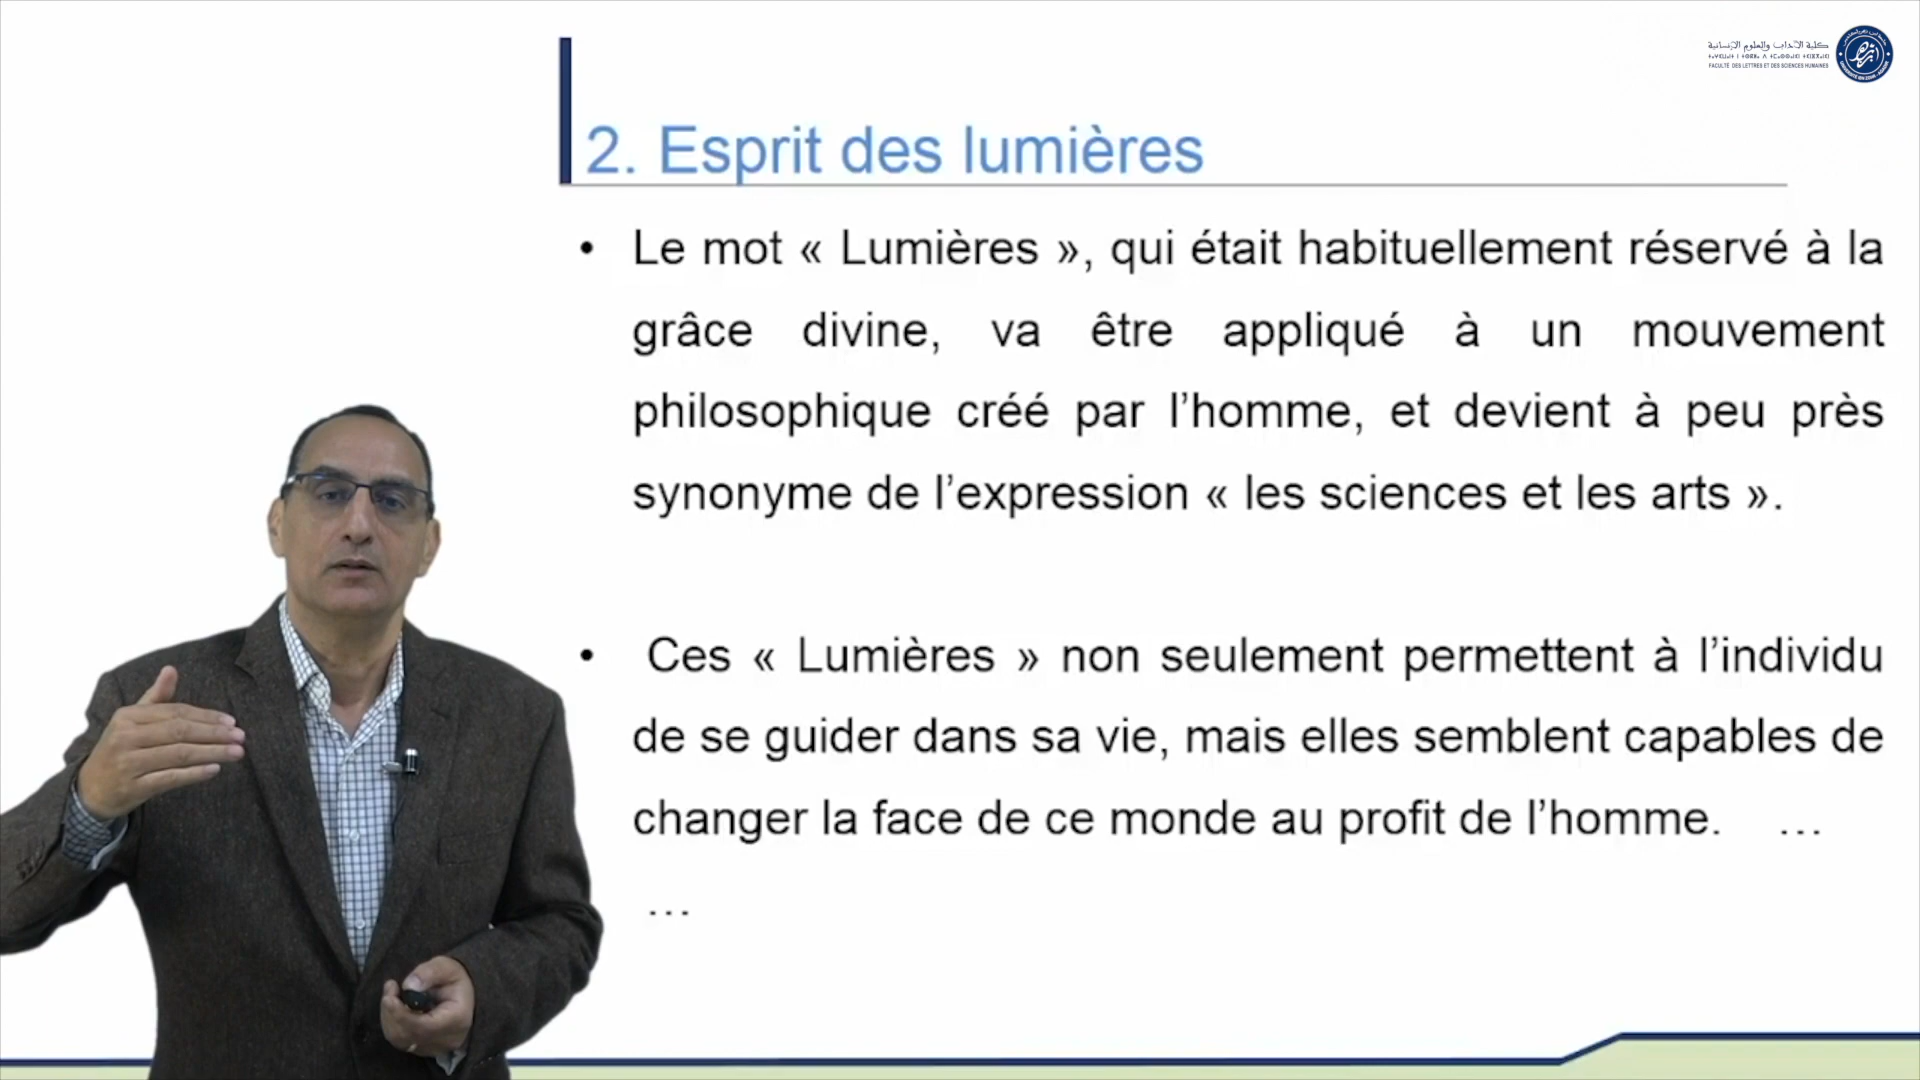 كلية الآداب والعلوم الإنسانية
FACULTÉ DES LETTRES ET DES SCIENCES HUMAINES
2. Esprit des lumières
• Le mot « Lumières », qui était habituellement réservé à la
grâce divine, va être appliqué à un mouvement
philosophique créé par l’homme, et devient à peu près
synonyme de l’expression « les sciences et les arts ».
• Ces « Lumières » non seulement permettent à l’individu
de se guider dans sa vie, mais elles semblent capables de
changer la face de ce monde au profit de l’homme. …
…